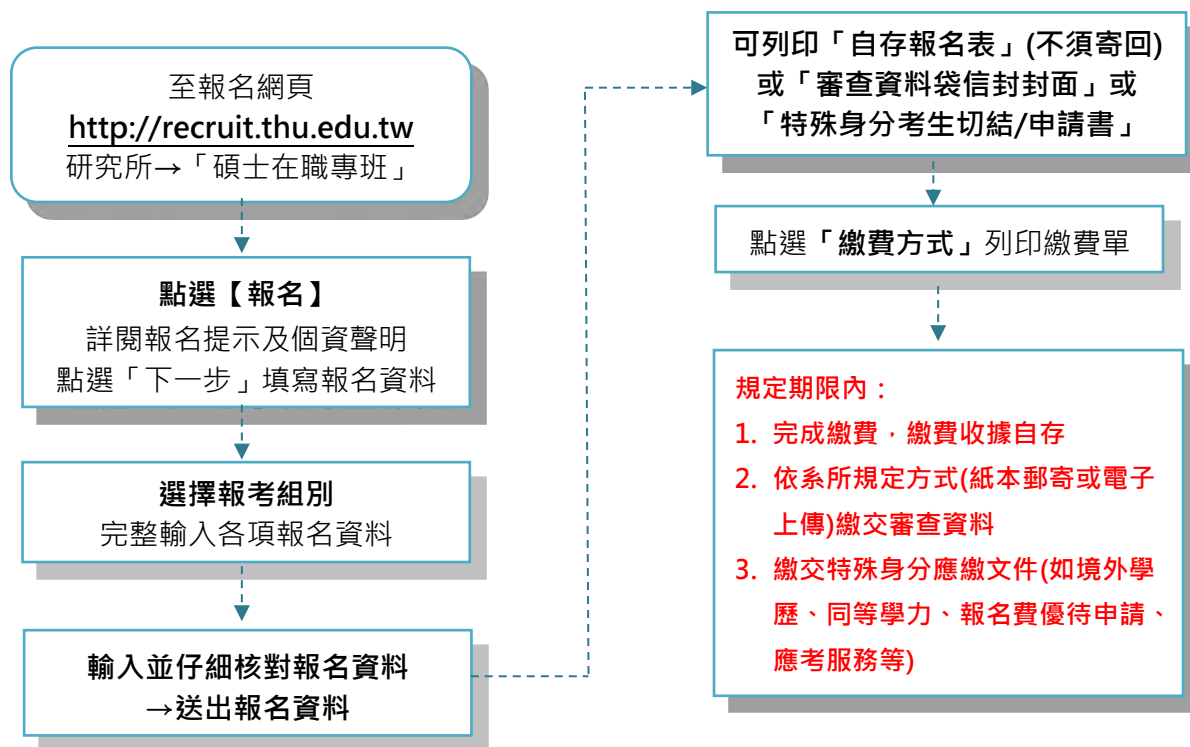 至報名網頁
http://recruit.thu.edu.tw
研究所→「碩士在職專班」
點選【報名】
詳閱報名提示及個資聲明
點選「下一步」填寫報名資料
選擇報考組別
完整輸入各項報名資料
輸入並仔細核對報名資料
→送出報名資料
可列印「自存報名表」(不須寄回)
或「審查資料袋信封封面」或
「特殊身分考生切結/申請書」
點選「繳費方式」列印繳費單
規定期限內：
1. 完成繳費，繳費收據自存
2. 依系所規定方式(紙本郵寄或電子
上傳)繳交審查資料
3. 繳交特殊身分應繳文件(如境外學
歷、同等學力、報名費優待申請、
應考服務等)